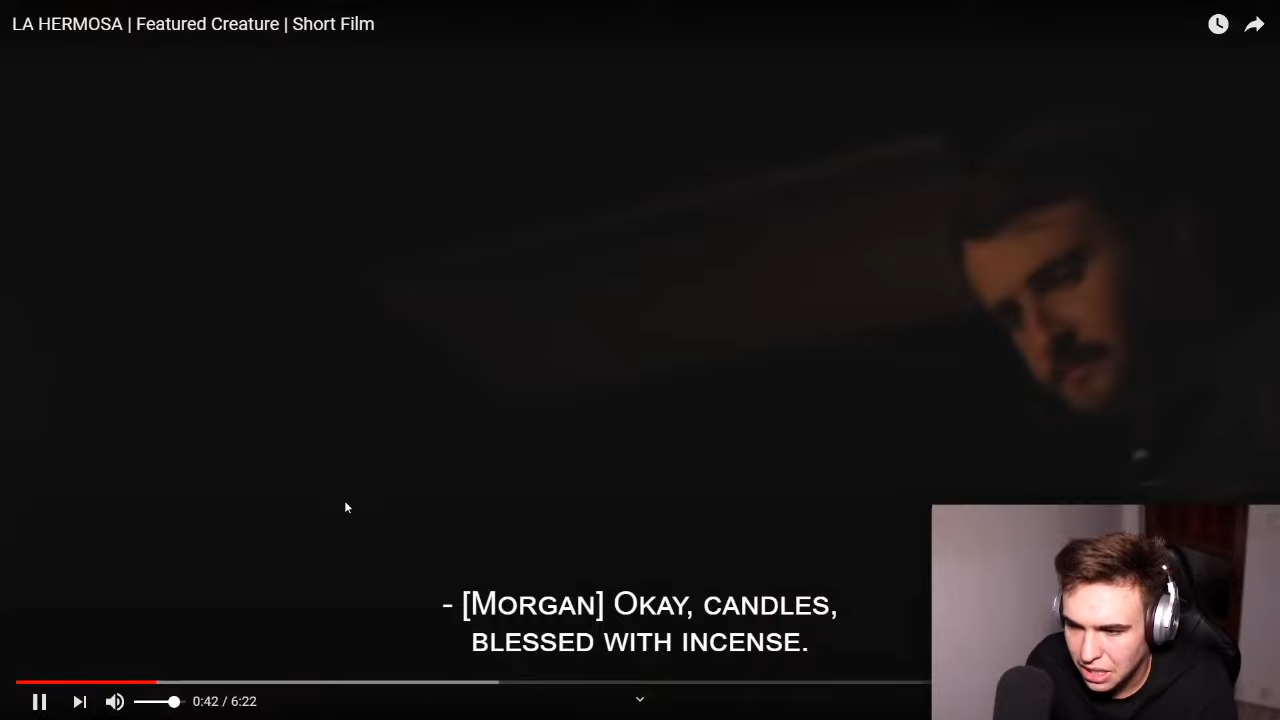 LA HERMOSA | Featured Creature | Short Film
- [MORGAN] OKAY, CANDLES,
BLESSED WITH INCENSE.
0:42 / 6:22